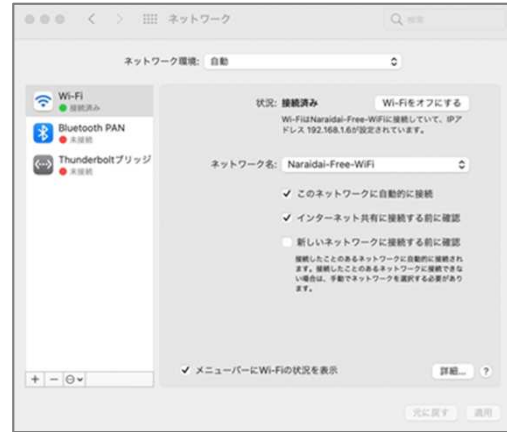 ネットワーク
検索
ネットワーク環境: 自動
Wi-Fi
接続済み
Bluetooth PAN
未接続
Thunderboltブリッジ
未接続
状況: 接続済み
Wi-Fiをオフにする
Wi-FiはNaraidai-Free-WiFiに接続していて、IPア
ドレス 192.168.1.6が設定されています。
ネットワーク名: Naraidai-Free-WiFi
このネットワークに自動的に接続
インターネット共有に接続する前に確認
新しいネットワークに接続する前に確認
接続したことのあるネットワークに自動的に接続され
ます。接続したことのあるネットワークに接続できな
い場合は、手動でネットワークを選択する必要があり
ます。
メニューバーにWi-Fiの状況を表示
詳細...
?
元に戻す
適用